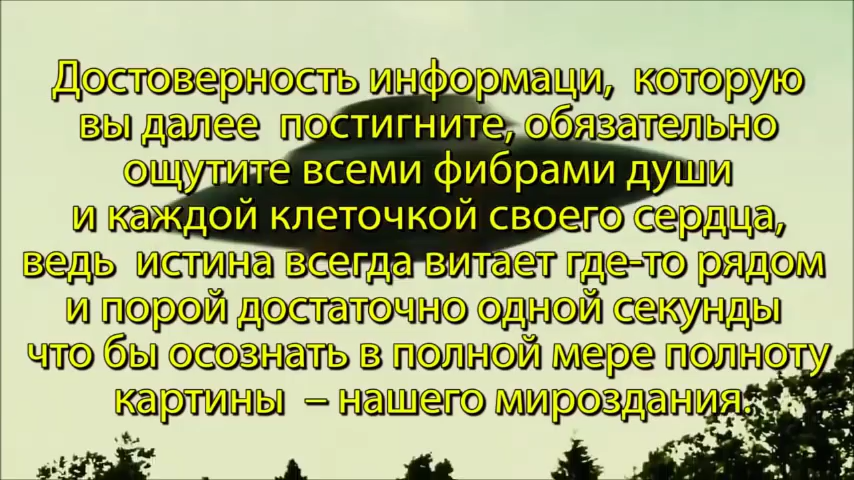 Достоверность информаци, которую
вы далее постигните, обязательно
ощутите всеми фибрами души
и каждой клеточкой своего сердца,
ведь истина всегда витает где-то рядом
и порой достаточно одной секунды
что бы осознать в полной мере полноту
картины – нашего мироздания.